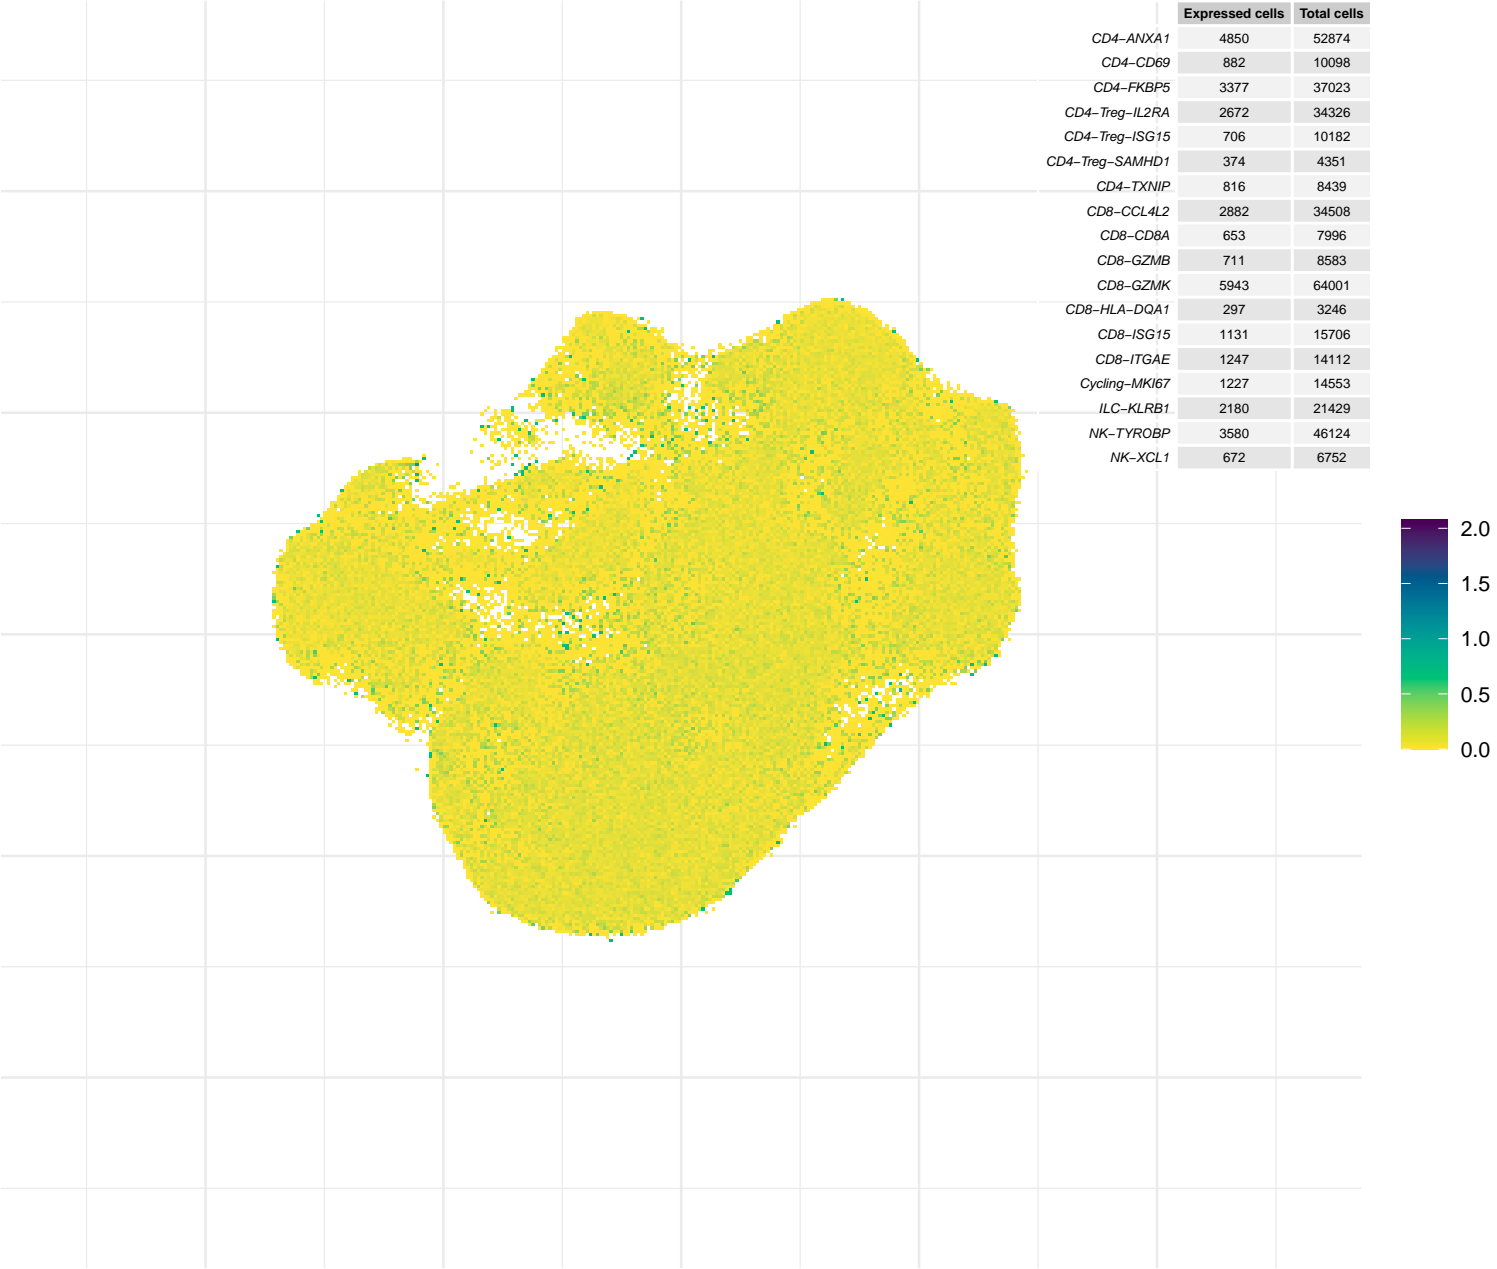 Expressed cells Total cells
CD4−ANXA1 4850 52874
CD4−CD69 882 10098
CD4−FKBP5 3377 37023
CD4−Treg−IL2RA 2672 34326
CD4−Treg−ISG15 706 10182
CD4−Treg−SAMHD1 374 4351
CD4−TXNIP 816 8439
CD8−CCL4L2 2882 34508
CD8−CD8A 653 7996
CD8−GZMB 711 8583
CD8−GZMK 5943 64001
CD8−HLA−DQA1 297 3246
CD8−ISG15 1131 15706
CD8−ITGAE 1247 14112
Cycling−MKI67 1227 14553
ILC−KLRB1 2180 21429
NK−TYROBP 3580 46124
NK−XCL1 672 6752
2.0
1.5
1.0
0.5
0.0